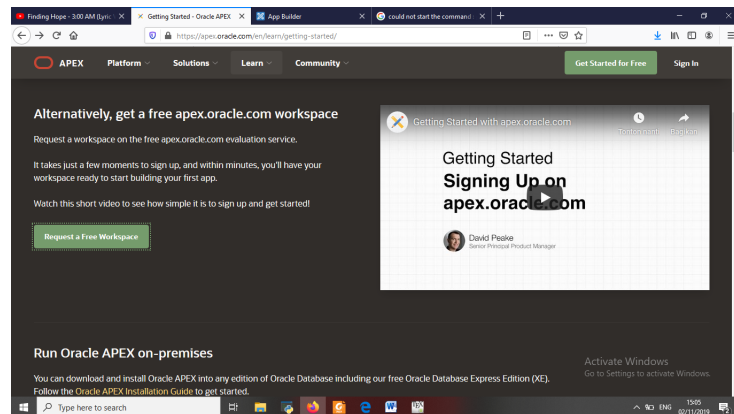 Finding Hope - 3:00 AM (Lyric
Getting Started - Oracle APEX
App Builder
could not start the command
https://apex.oracle.com/en/learn/getting-started/
APEX Platform Solutions Learn Community Get Started for Free Sign In
Alternatively, get a free apex.oracle.com workspace
Request a workspace on the free apex.oracle.com evaluation service.
It takes just a few moments to sign up, and within minutes, you'll have your
workspace ready to start building your first app.
Watch this short video to see how simple it is to sign up and get started!
Request a Free Workspace
Getting Started with apex.oracle.com
Tonton nanti Bagikan
Getting Started
Signing Up on
apex.oracle.com
David Peake
Senior Principal Product Manager
Run Oracle APEX on-premises
You can download and install Oracle APEX into any edition of Oracle Database including our free Oracle Database Express Edition (XE).
Follow the Oracle APEX Installation Guide to get started.
Activate Windows
Go to Settings to activate Windows.
Type here to search
ENG
15:05
02/11/2019